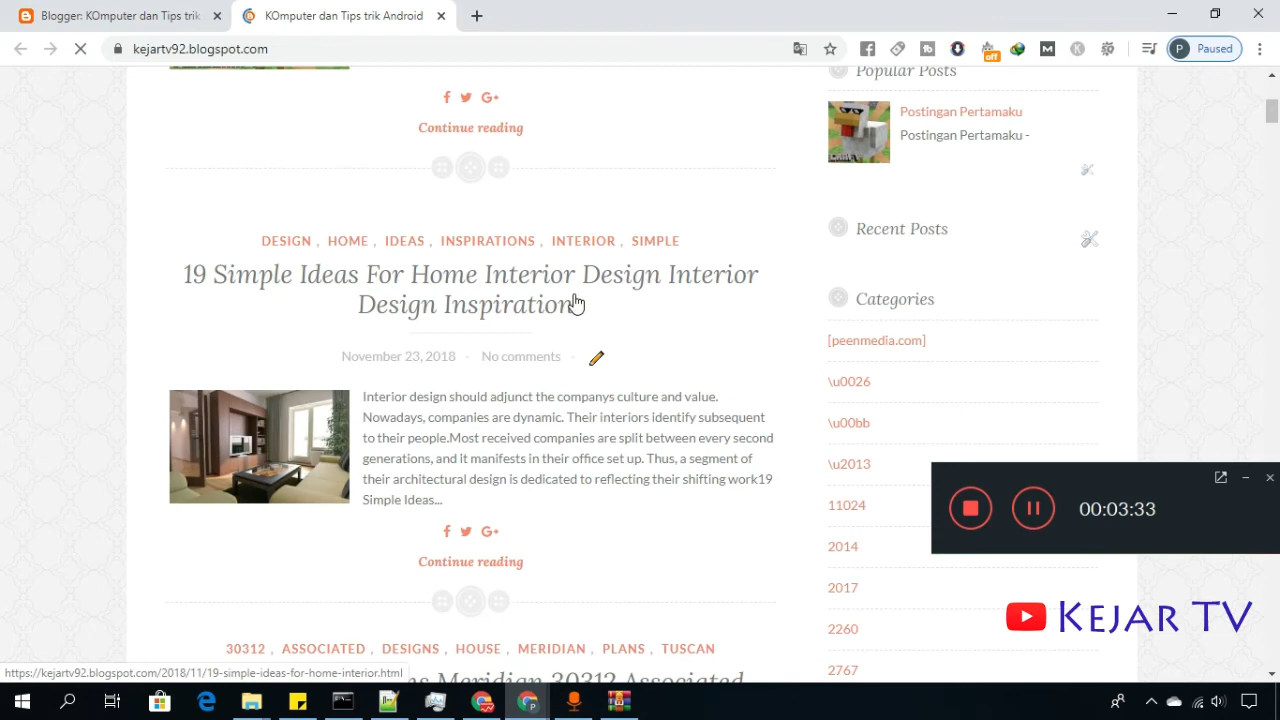 Blogger: KOmputer dan Tips trik
KOmputer dan Tips trik Android
kejartv92.blogspot.com
off
P Paused
Continue reading
DESIGN , HOME , IDEAS , INSPIRATIONS , INTERIOR , SIMPLE
19 Simple Ideas For Home Interior Design Interior
Design Inspiration
November 23, 2018 - No comments -
Interior design should adjunct the companys culture and value.
Nowadays, companies are dynamic. Their interiors identify subsequent
to their people.Most received companies are split between every second
generations, and it manifests in their office set up. Thus, a segment of
their architectural design is dedicated to reflecting their shifting work19
Simple Ideas...
Continue reading
30312 , ASSOCIATED , DESIGNS , HOUSE , MERIDIAN , PLANS , TUSCAN
Meridian 30312 Associated
Popular Posts
Postingan Pertamaku
Postingan Pertamaku -
Recent Posts
Categories
[peenmedia.com]
\u0026
\u00bb
\u2013
11024
2014
2017
2260
2767
00:03:33
KEJAR TV
https://kejartv92.blogspot.com/2018/11/19-simple-ideas-for-home-interior.html